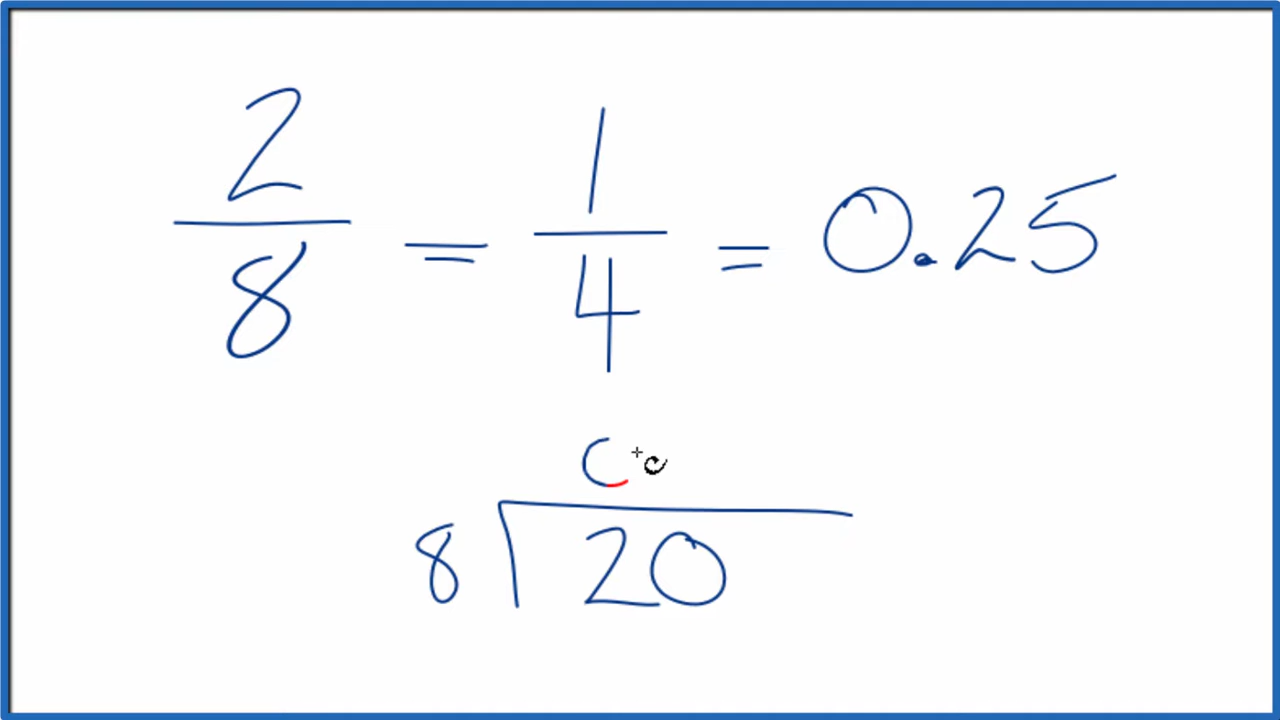 2/8 = 1/4 = 0.25
8 20